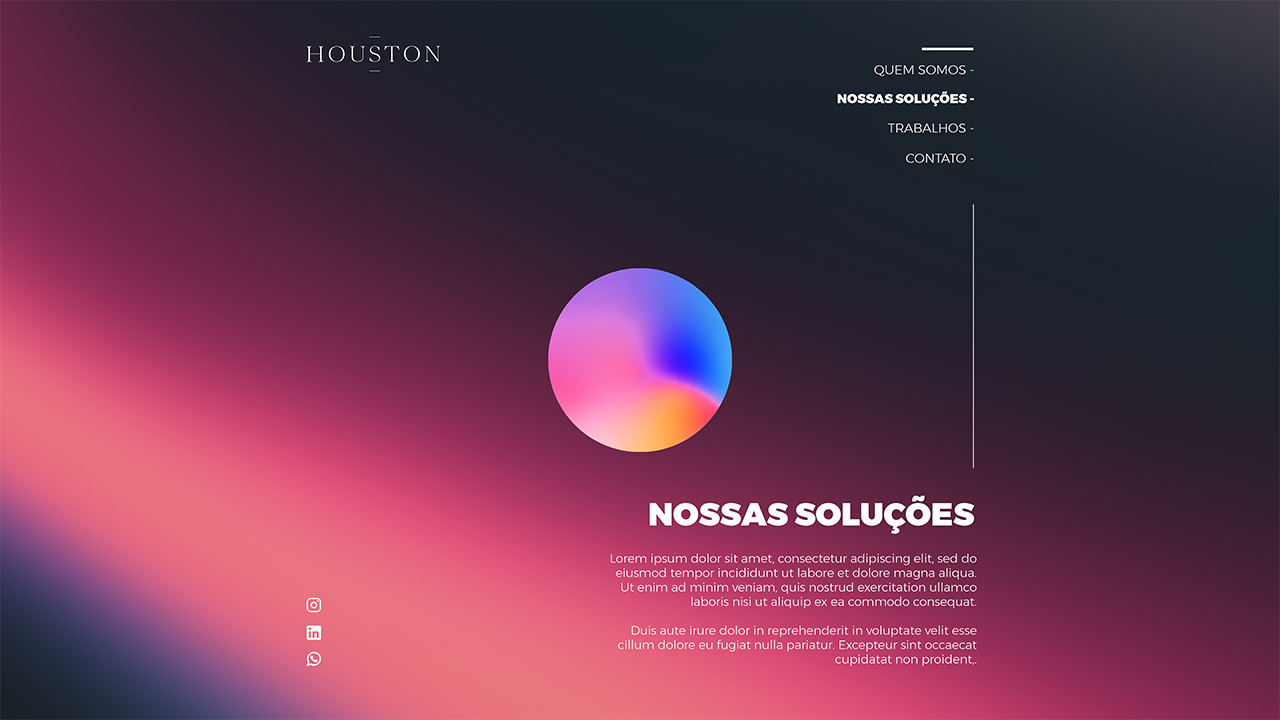 HOUSTON
QUEM SOMOS -
NOSSAS SOLUÇÕES -
TRABALHOS -
CONTATO -
NOSSAS SOLUÇÕES
Lorem ipsum dolor sit amet, consectetur adipiscing elit, sed do
eiusmod tempor incididunt ut labore et dolore magna aliqua.
Ut enim ad minim veniam, quis nostrud exercitation ullamco
laboris nisi ut aliquip ex ea commodo consequat.
Duis aute irure dolor in reprehenderit in voluptate velit esse
cillum dolore eu fugiat nulla pariatur. Excepteur sint occaecat
cupidatat non proident,.
in